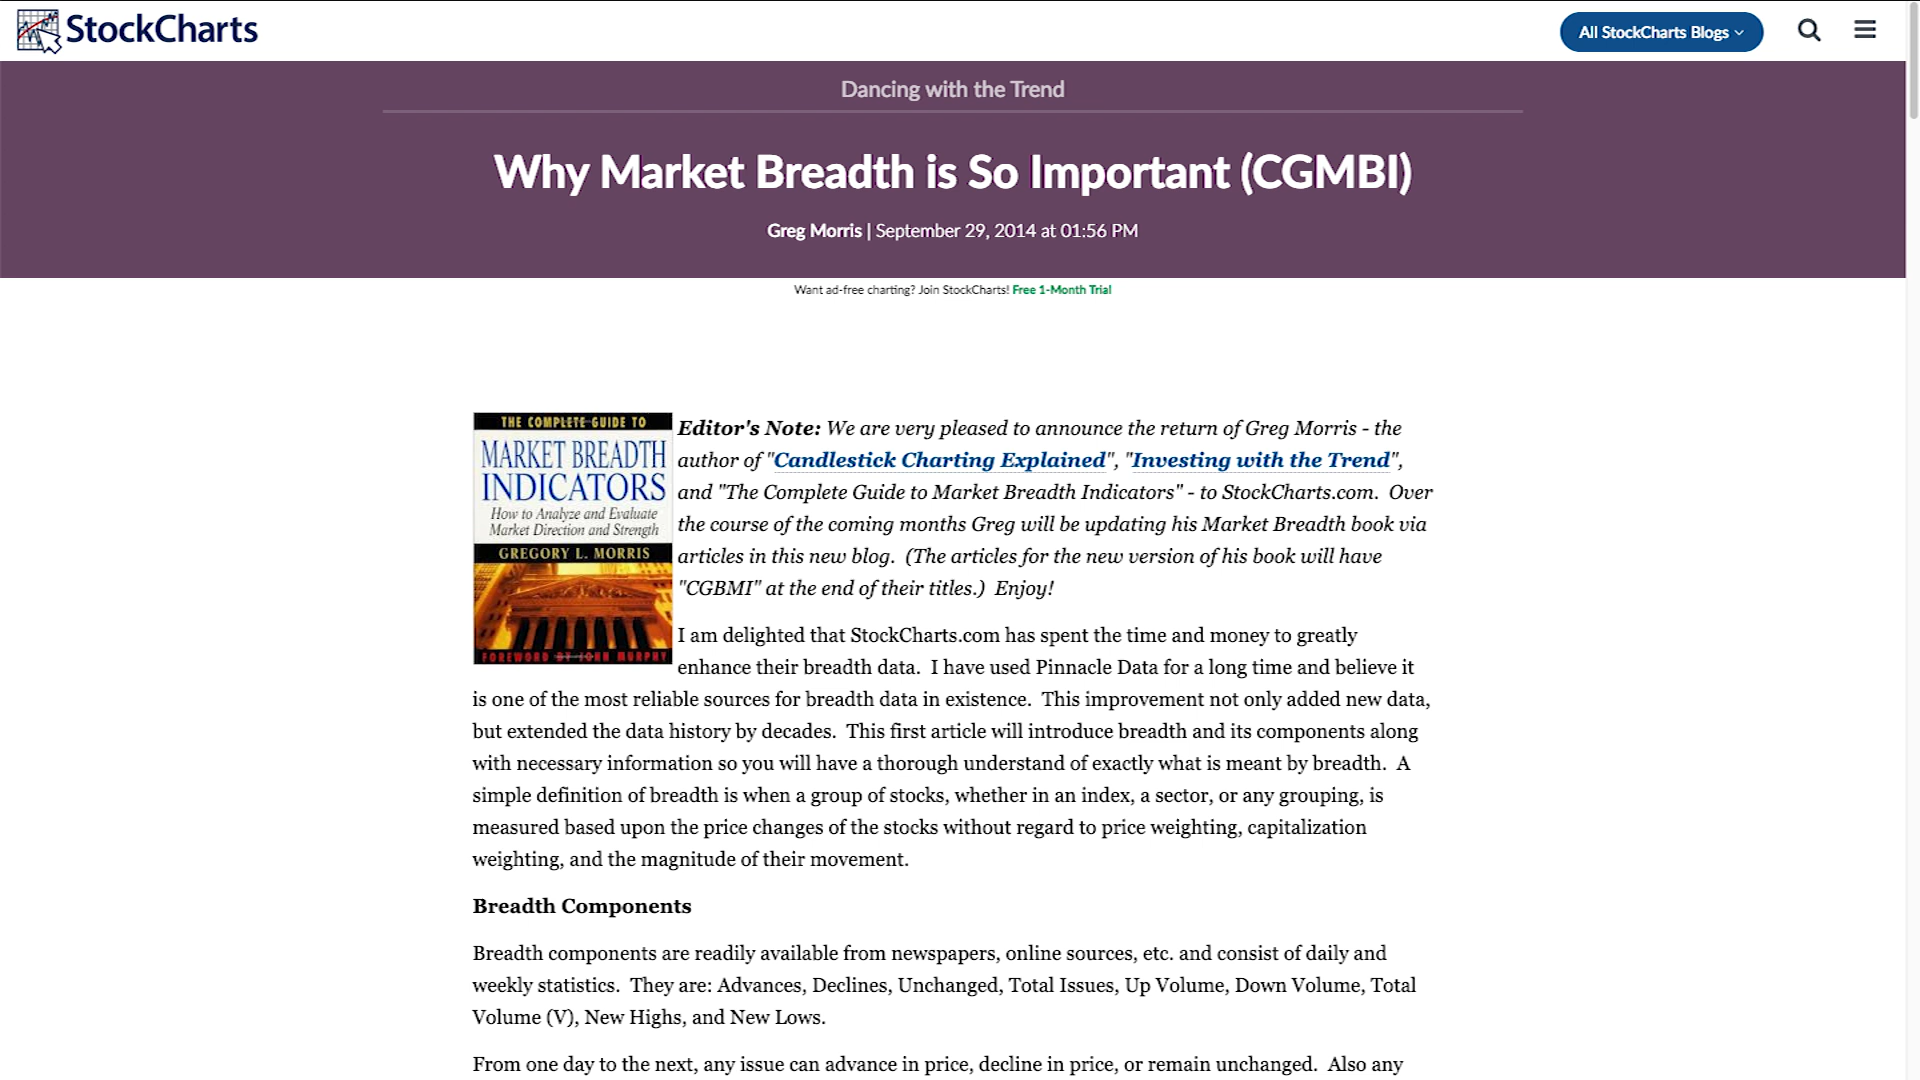 StockCharts
All StockCharts Blogs
Dancing with the Trend
Why Market Breadth is So Important (CGMBI)
Greg Morris | September 29, 2014 at 01:56 PM
Want ad-free charting? Join StockCharts! Free 1-Month Trial
THE COMPLETE GUIDE TO
MARKET BREADTH
INDICATORS
How to Analyze and Evaluate
Market Direction and Strength
GREGORY L. MORRIS
FOREWORD BY JOHN MURPHY
Editor's Note: We are very pleased to announce the return of Greg Morris - the
author of "Candlestick Charting Explained", "Investing with the Trend",
and "The Complete Guide to Market Breadth Indicators" - to StockCharts.com.  Over
the course of the coming months Greg will be updating his Market Breadth book via
articles in this new blog.  (The articles for the new version of his book will have
"CGBMI" at the end of their titles.)  Enjoy!
I am delighted that StockCharts.com has spent the time and money to greatly
enhance their breadth data.  I have used Pinnacle Data for a long time and believe it
is one of the most reliable sources for breadth data in existence.  This improvement not only added new data,
but extended the data history by decades.  This first article will introduce breadth and its components along
with necessary information so you will have a thorough understand of exactly what is meant by breadth.  A
simple definition of breadth is when a group of stocks, whether in an index, a sector, or any grouping, is
measured based upon the price changes of the stocks without regard to price weighting, capitalization
weighting, and the magnitude of their movement.
Breadth Components
Breadth components are readily available from newspapers, online sources, etc. and consist of daily and
weekly statistics.  They are: Advances, Declines, Unchanged, Total Issues, Up Volume, Down Volume, Total
Volume (V), New Highs, and New Lows.
From one day to the next, any issue can advance in price, decline in price, or remain unchanged.  Also any